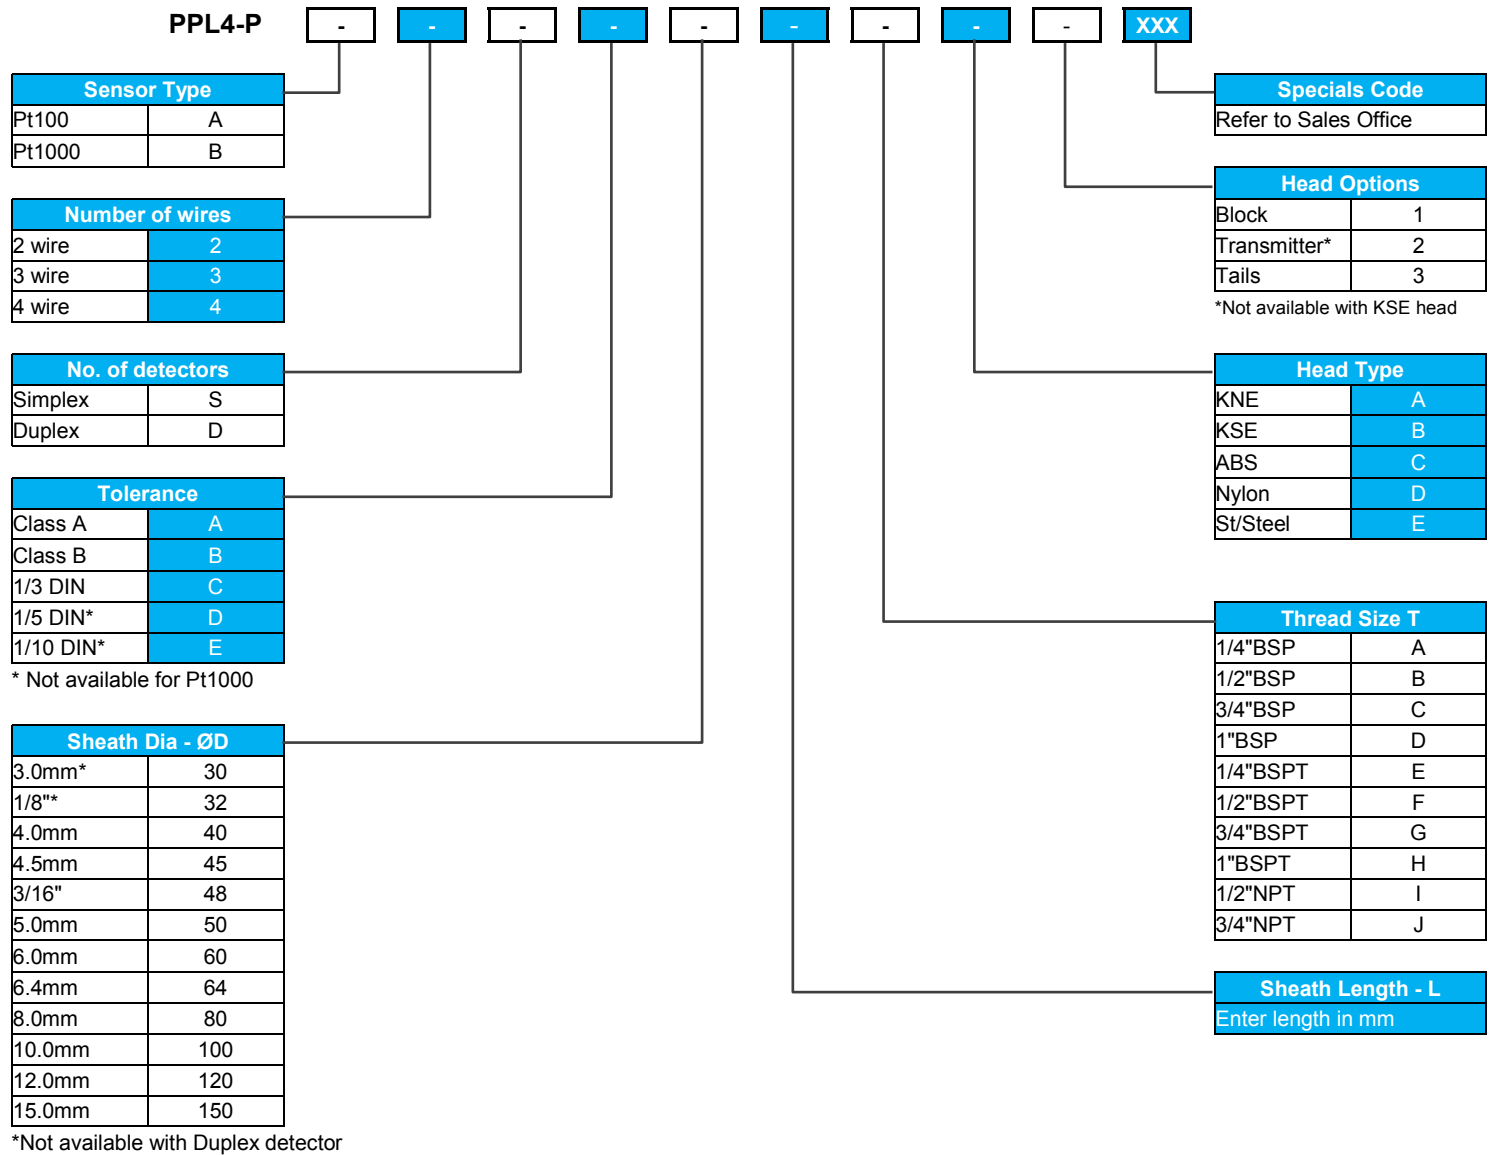 PPL4-P - - - - - - - - - XXX
Sensor Type
Pt100 A
Pt1000 B
Number of wires
2 wire 2
3 wire 3
4 wire 4
No. of detectors
Simplex S
Duplex D
Tolerance
Class A A
Class B B
1/3 DIN C
1/5 DIN* D
1/10 DIN* E
* Not available for Pt1000
Sheath Dia - ØD
3.0mm* 30
1/8"* 32
4.0mm 40
4.5mm 45
3/16" 48
5.0mm 50
6.0mm 60
6.4mm 64
8.0mm 80
10.0mm 100
12.0mm 120
15.0mm 150
*Not available with Duplex detector
Specials Code
Refer to Sales Office
Head Options
Block 1
Transmitter* 2
Tails 3
*Not available with KSE head
Head Type
KNE A
KSE B
ABS C
Nylon D
St/Steel E
Thread Size T
1/4"BSP A
1/2"BSP B
3/4"BSP C
1"BSP D
1/4"BSPT E
1/2"BSPT F
3/4"BSPT G
1"BSPT H
1/2"NPT I
3/4"NPT J
Sheath Length - L
Enter length in mm